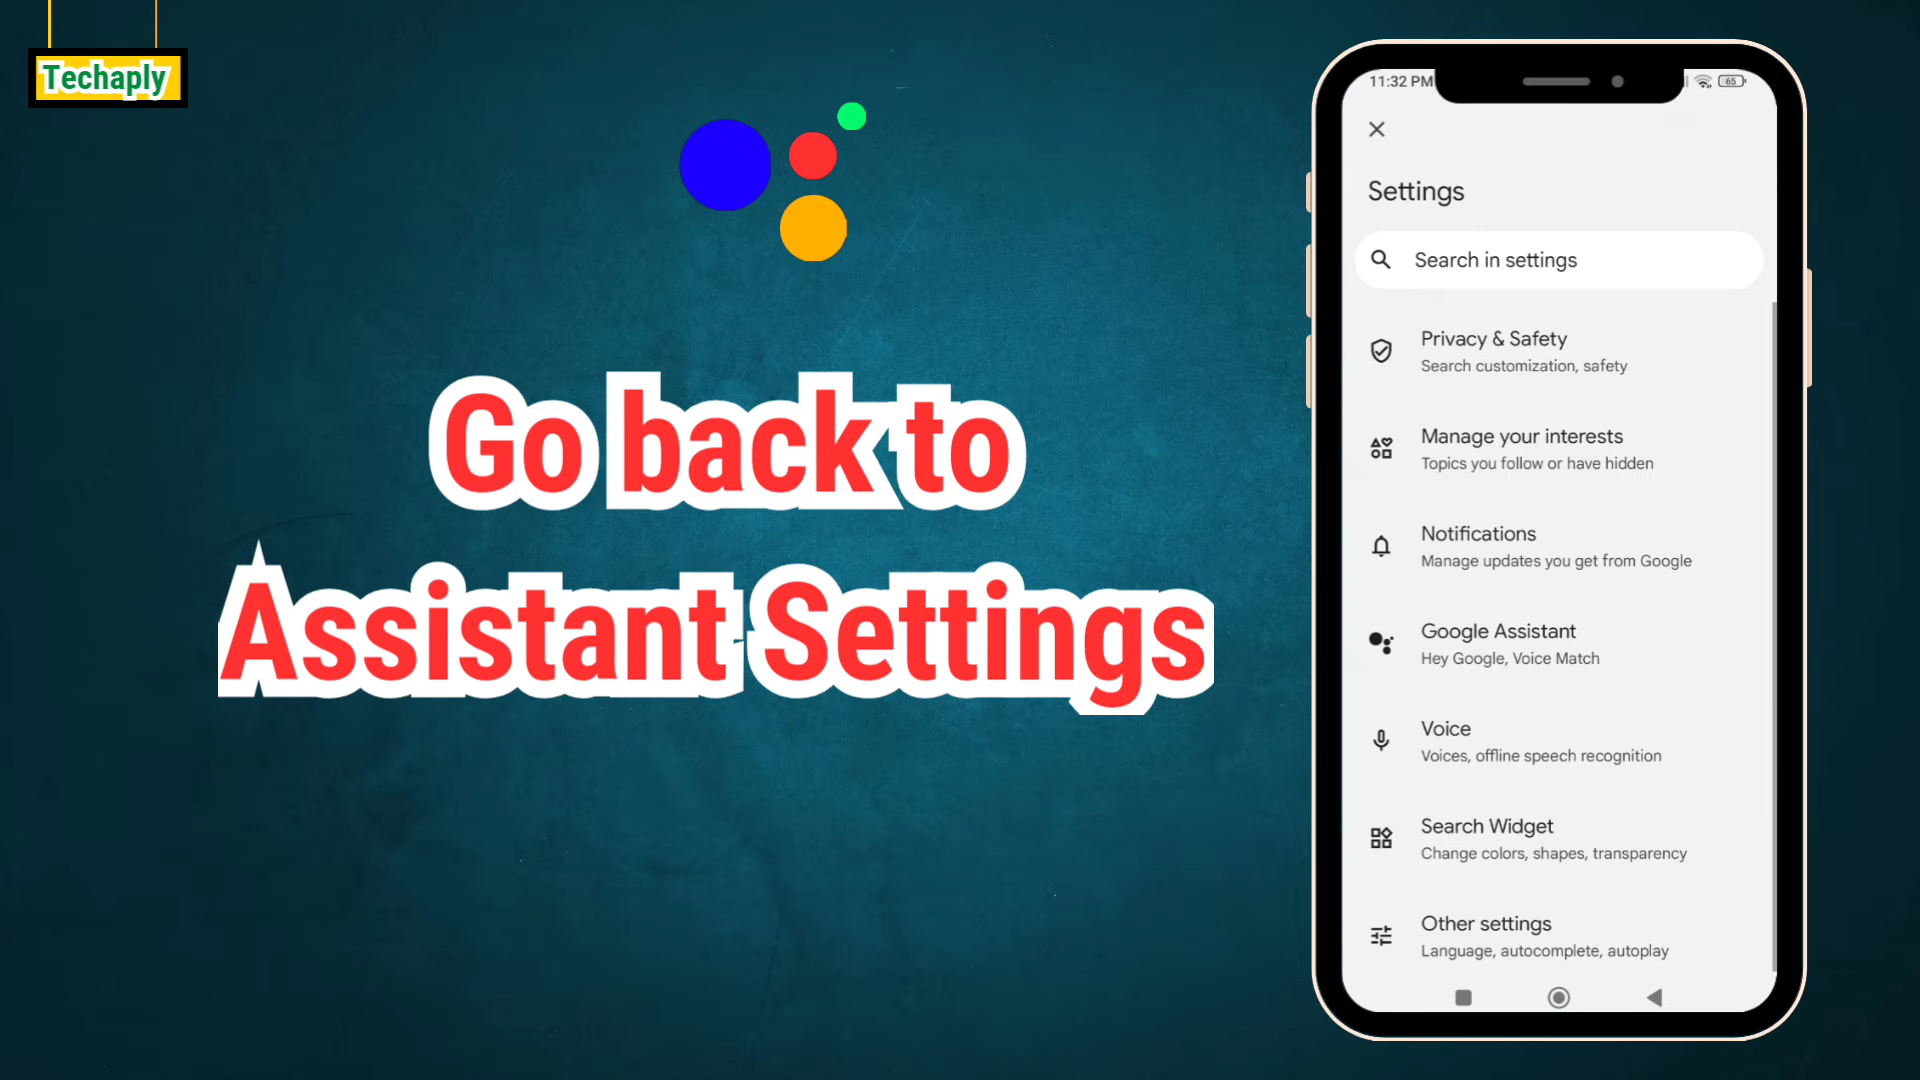 Techaply
Go back to
Assistant Settings
11:32 PM
65
Settings
Search in settings
Privacy & Safety
Search customization, safety
Manage your interests
Topics you follow or have hidden
Notifications
Manage updates you get from Google
Google Assistant
Hey Google, Voice Match
Voice
Voices, offline speech recognition
Search Widget
Change colors, shapes, transparency
Other settings
Language, autocomplete, autoplay